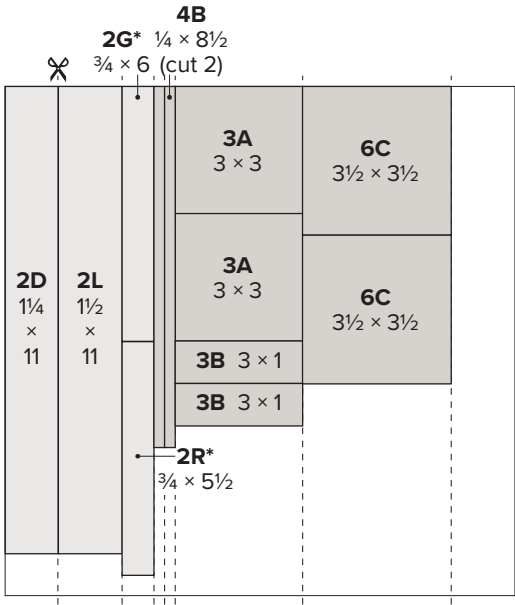 4B
2G* ¼ × 8½
¾ × 6 (cut 2)
3A
3 × 3
6C
3½ × 3½
3A
3 × 3
6C
3½ × 3½
2D
1¼
×
11
2L
1½
×
11
3B 3 × 1
3B 3 × 1
2R*
¾ × 5½